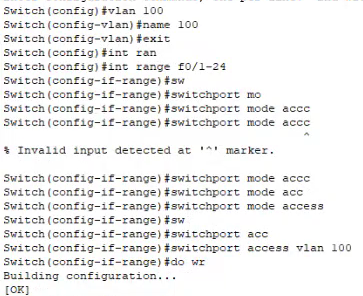 Switch(config)#vlan 100
Switch(config-vlan)#name 100
Switch(config-vlan)#exit
Switch(config)#int ran
Switch(config)#int range f0/1-24
Switch(config-if-range)#sw
Switch(config-if-range)#switchport mo
Switch(config-if-range)#switchport mode accc
Switch(config-if-range)#switchport mode accc
^
% Invalid input detected at '^' marker.
Switch(config-if-range)#switchport mode accc
Switch(config-if-range)#switchport mode acc
Switch(config-if-range)#switchport mode access
Switch(config-if-range)#sw
Switch(config-if-range)#switchport acc
Switch(config-if-range)#switchport access vlan 100
Switch(config-if-range)#do wr
Building configuration...
[OK]